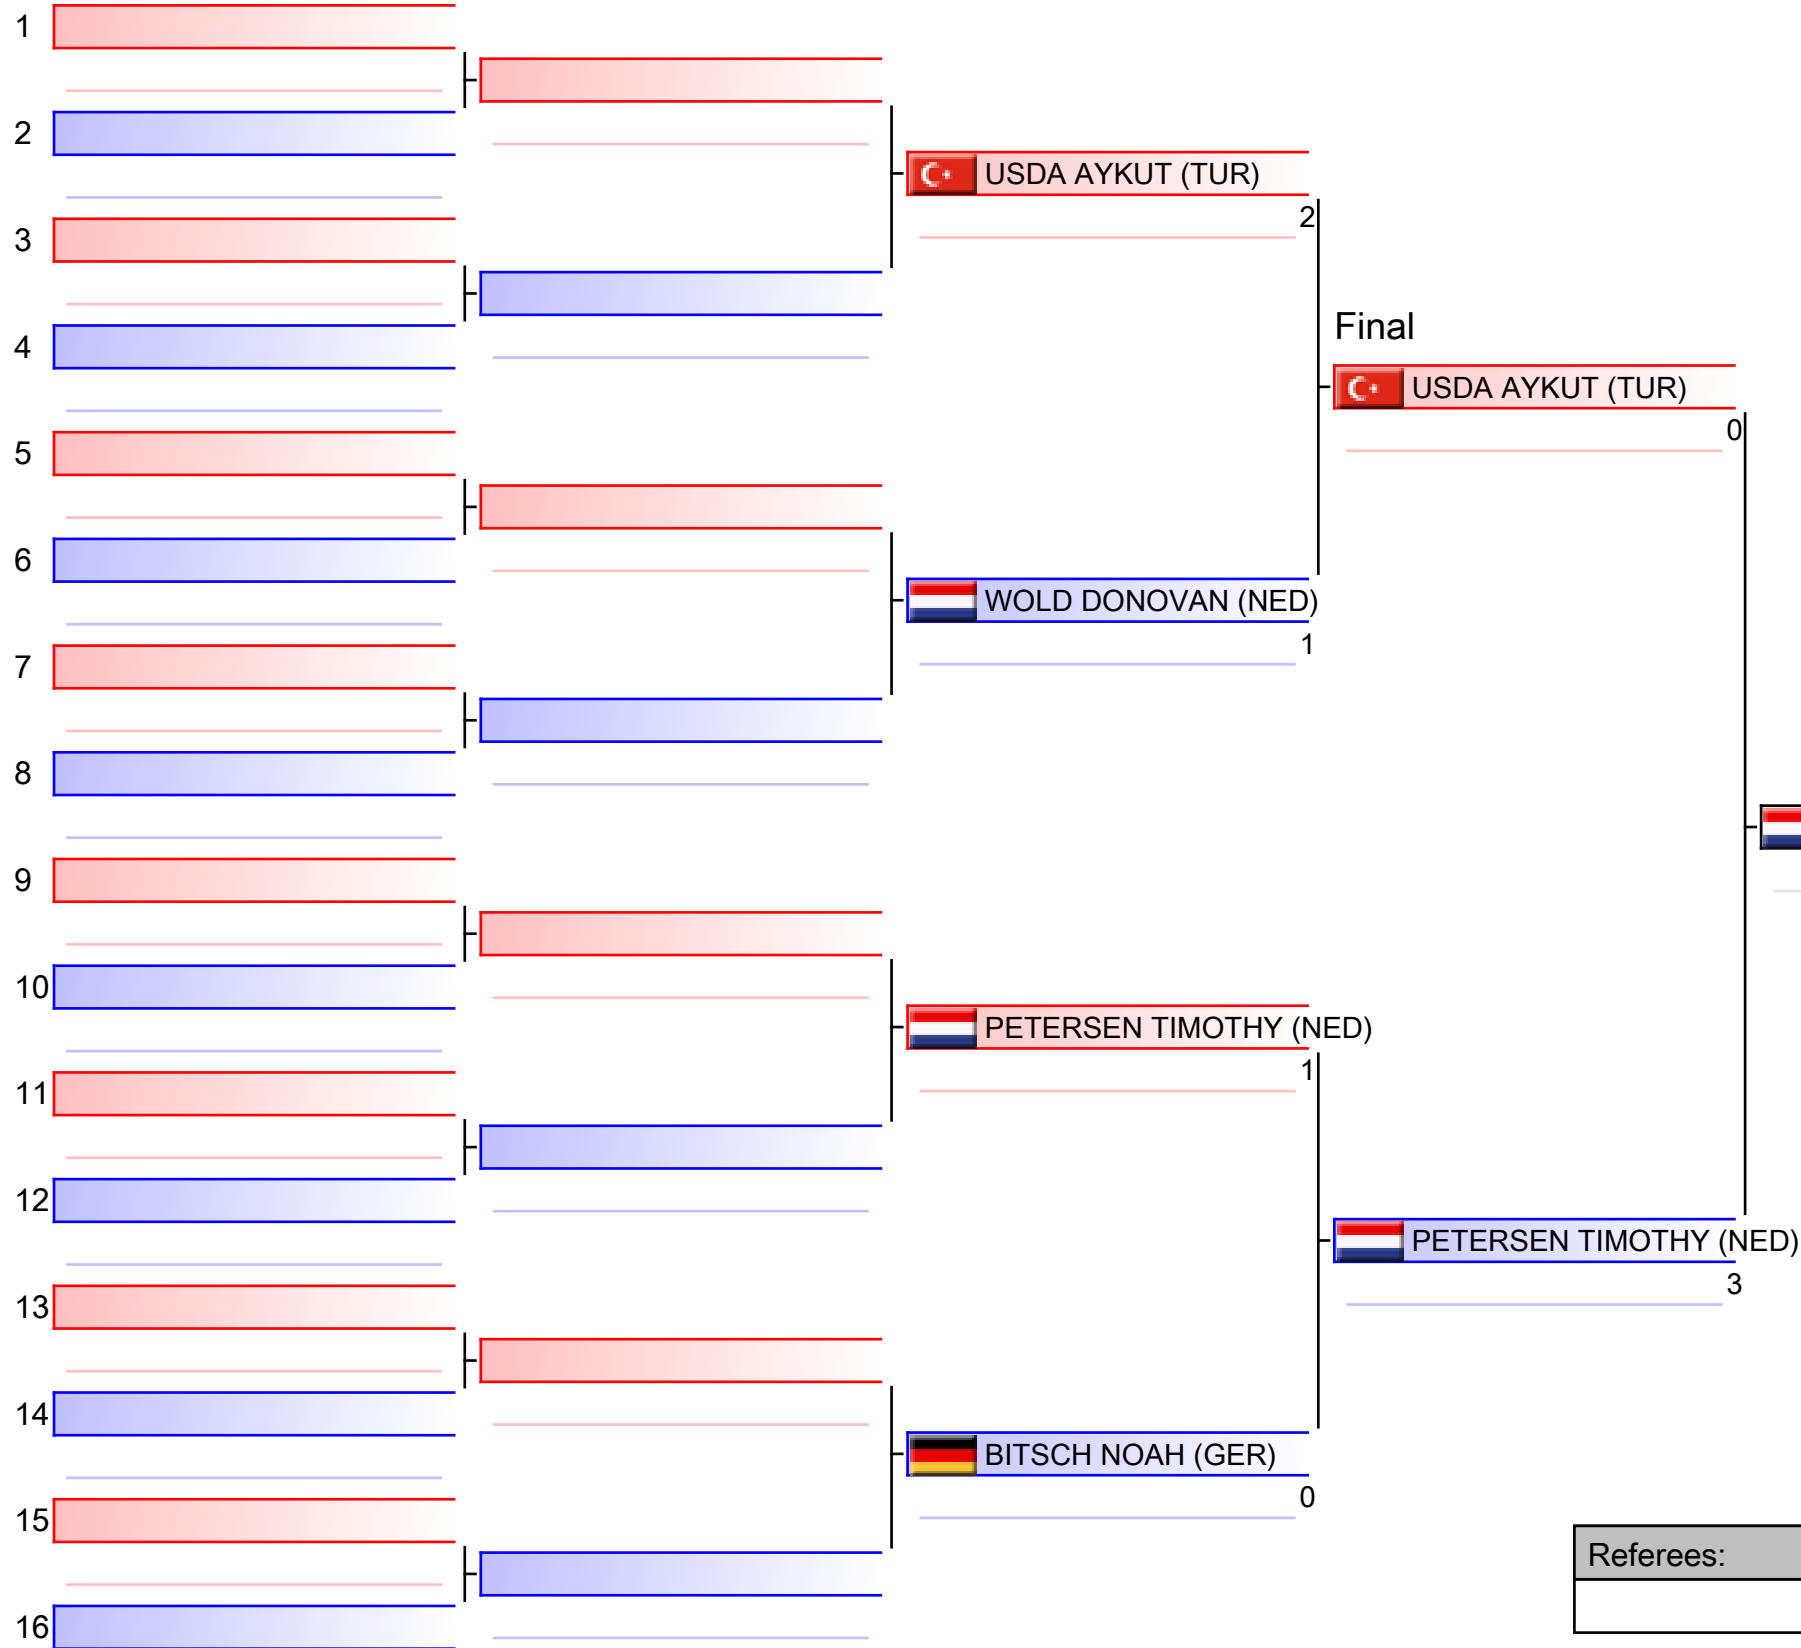 1
2
USDA AYKUT (TUR)
2
3
Final
4
USDA AYKUT (TUR)
0
5
6
WOLD DONOVAN (NED)
1
7
8
9
10
PETERSEN TIMOTHY (NED)
1
11
12
PETERSEN TIMOTHY (NED)
3
13
14
BITSCH NOAH (GER)
0
15
Referees:
16